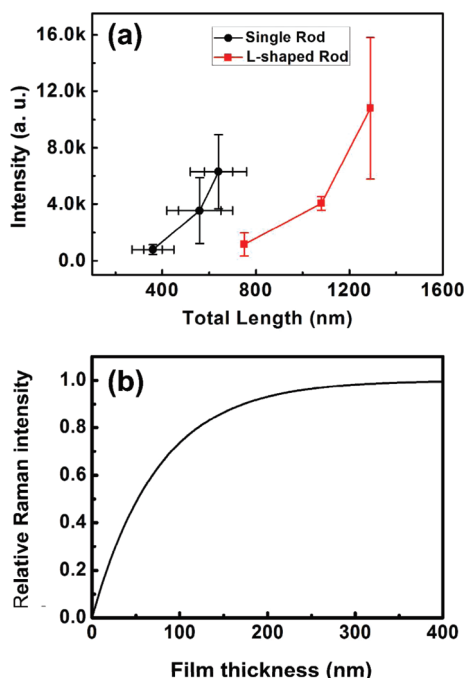 (a)
Single Rod
L-shaped Rod
16.0k
12.0k
8.0k
4.0k
0.0
Intensity (a. u.)
400 800 1200 1600
Total Length (nm)
(b)
1.0
0.8
0.6
0.4
0.2
0.0
Relative Raman intensity
0 100 200 300 400
Film thickness (nm)